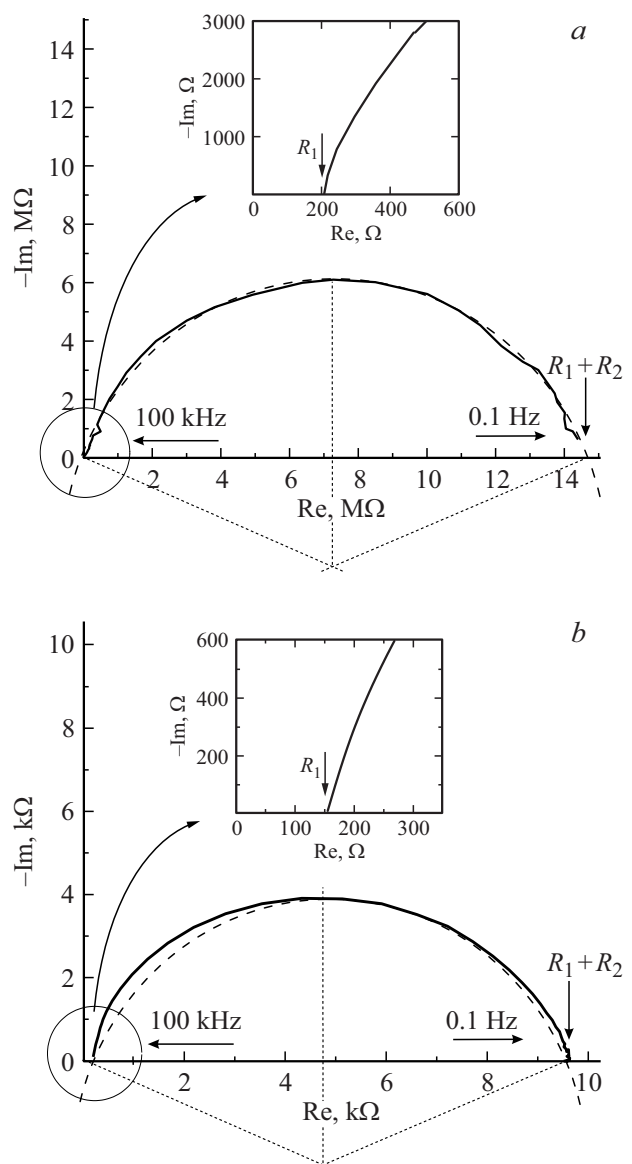 a
14
12
10
8
6
4
2
0
–Im, MΩ
3000
2000
1000
–Im, Ω
R1
0 200 400 600
Re, Ω
R1 + R2
100 kHz
0.1 Hz
2 4 6 8 10 12 14
Re, MΩ
b
10
8
6
4
2
0
–Im, kΩ
600
400
200
–Im, Ω
R1
0 100 200 300
Re, Ω
R1 + R2
100 kHz
0.1 Hz
2 4 6 8 10
Re, kΩ